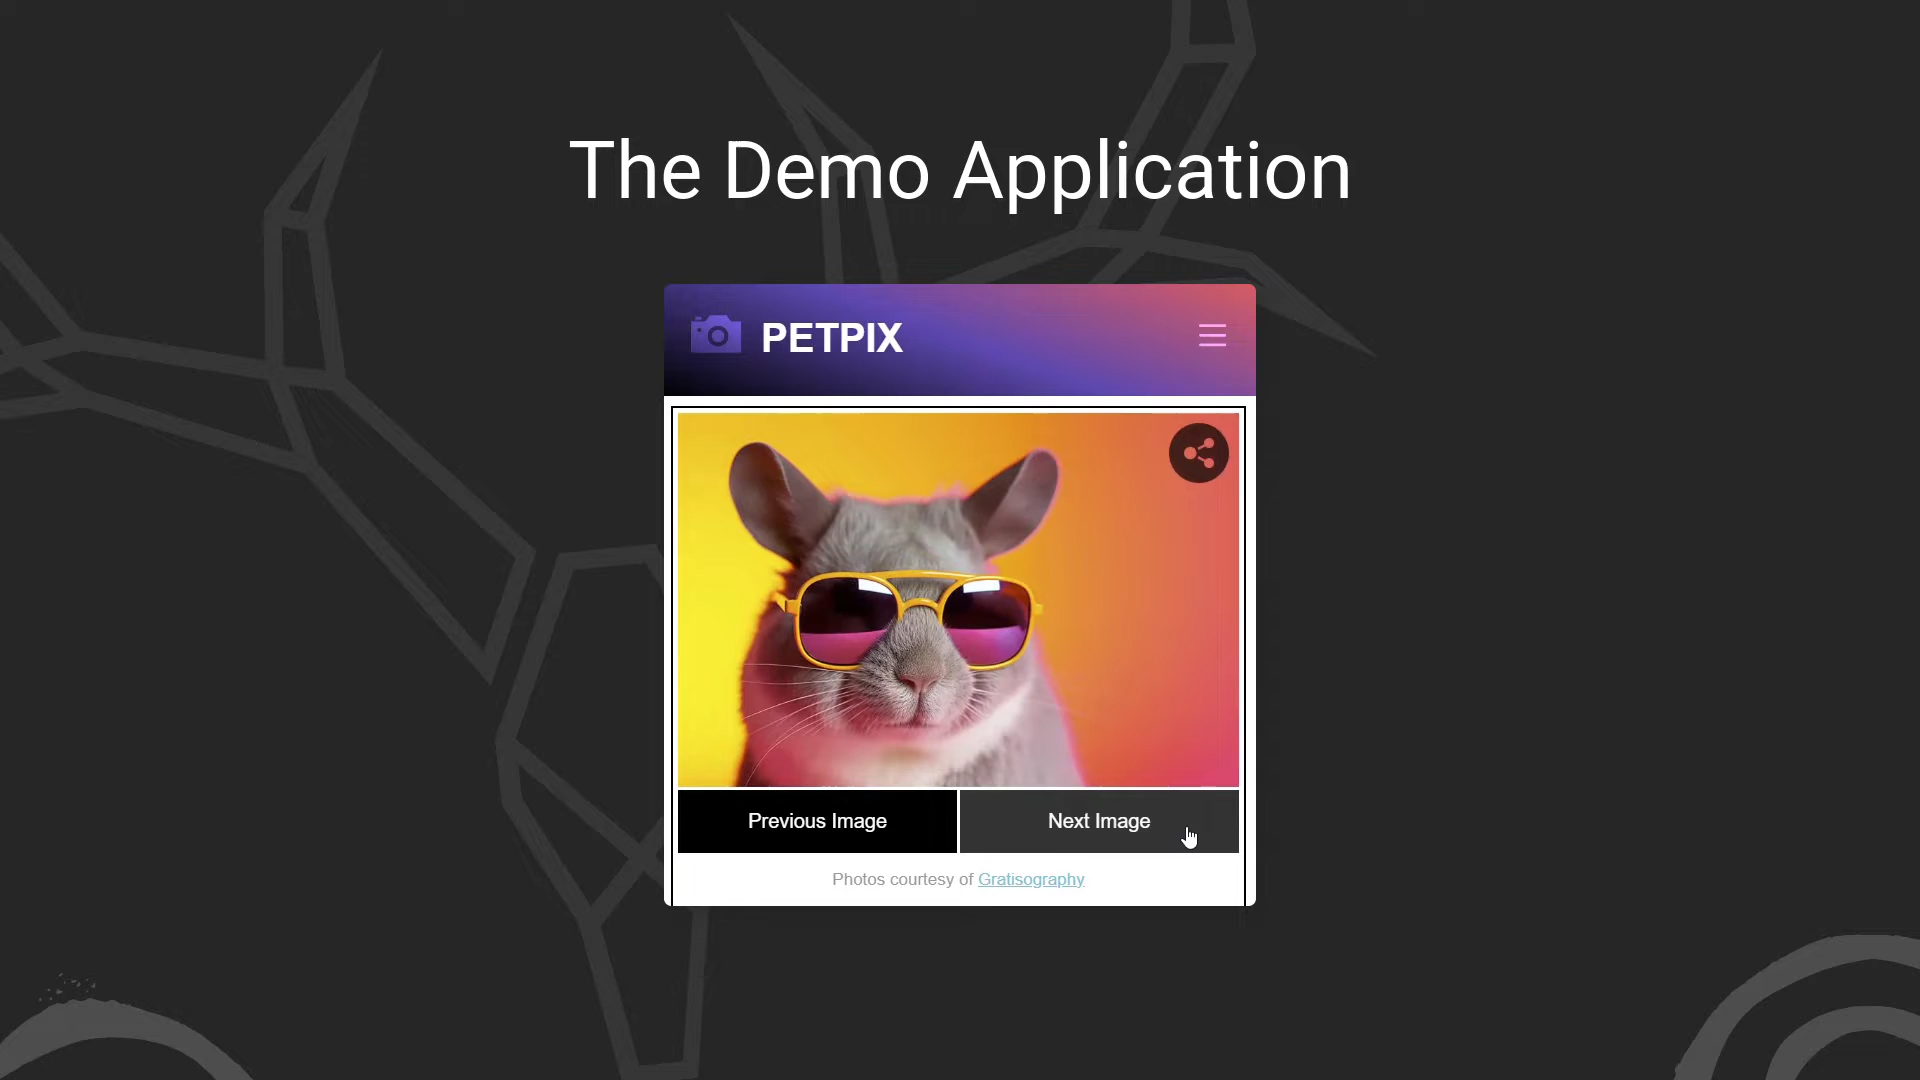 The Demo Application
PETPIX
Previous Image
Next Image
Photos courtesy of Gratisography